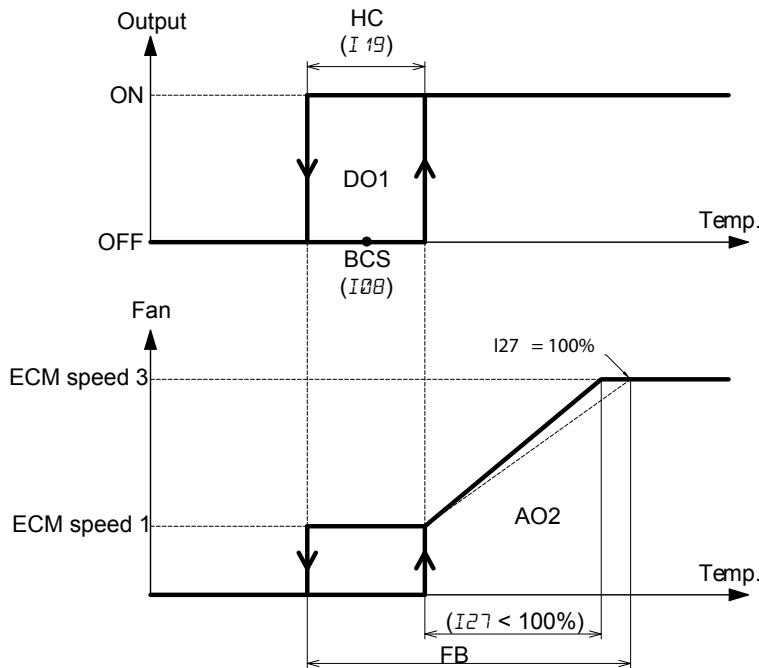 HC
Output
(I19)
ON
DO1
Temp.
OFF
BCS
(I08)
Fan
I27 = 100%
ECM speed 3
ECM speed 1
AO2
Temp.
(I27 < 100%)
FB